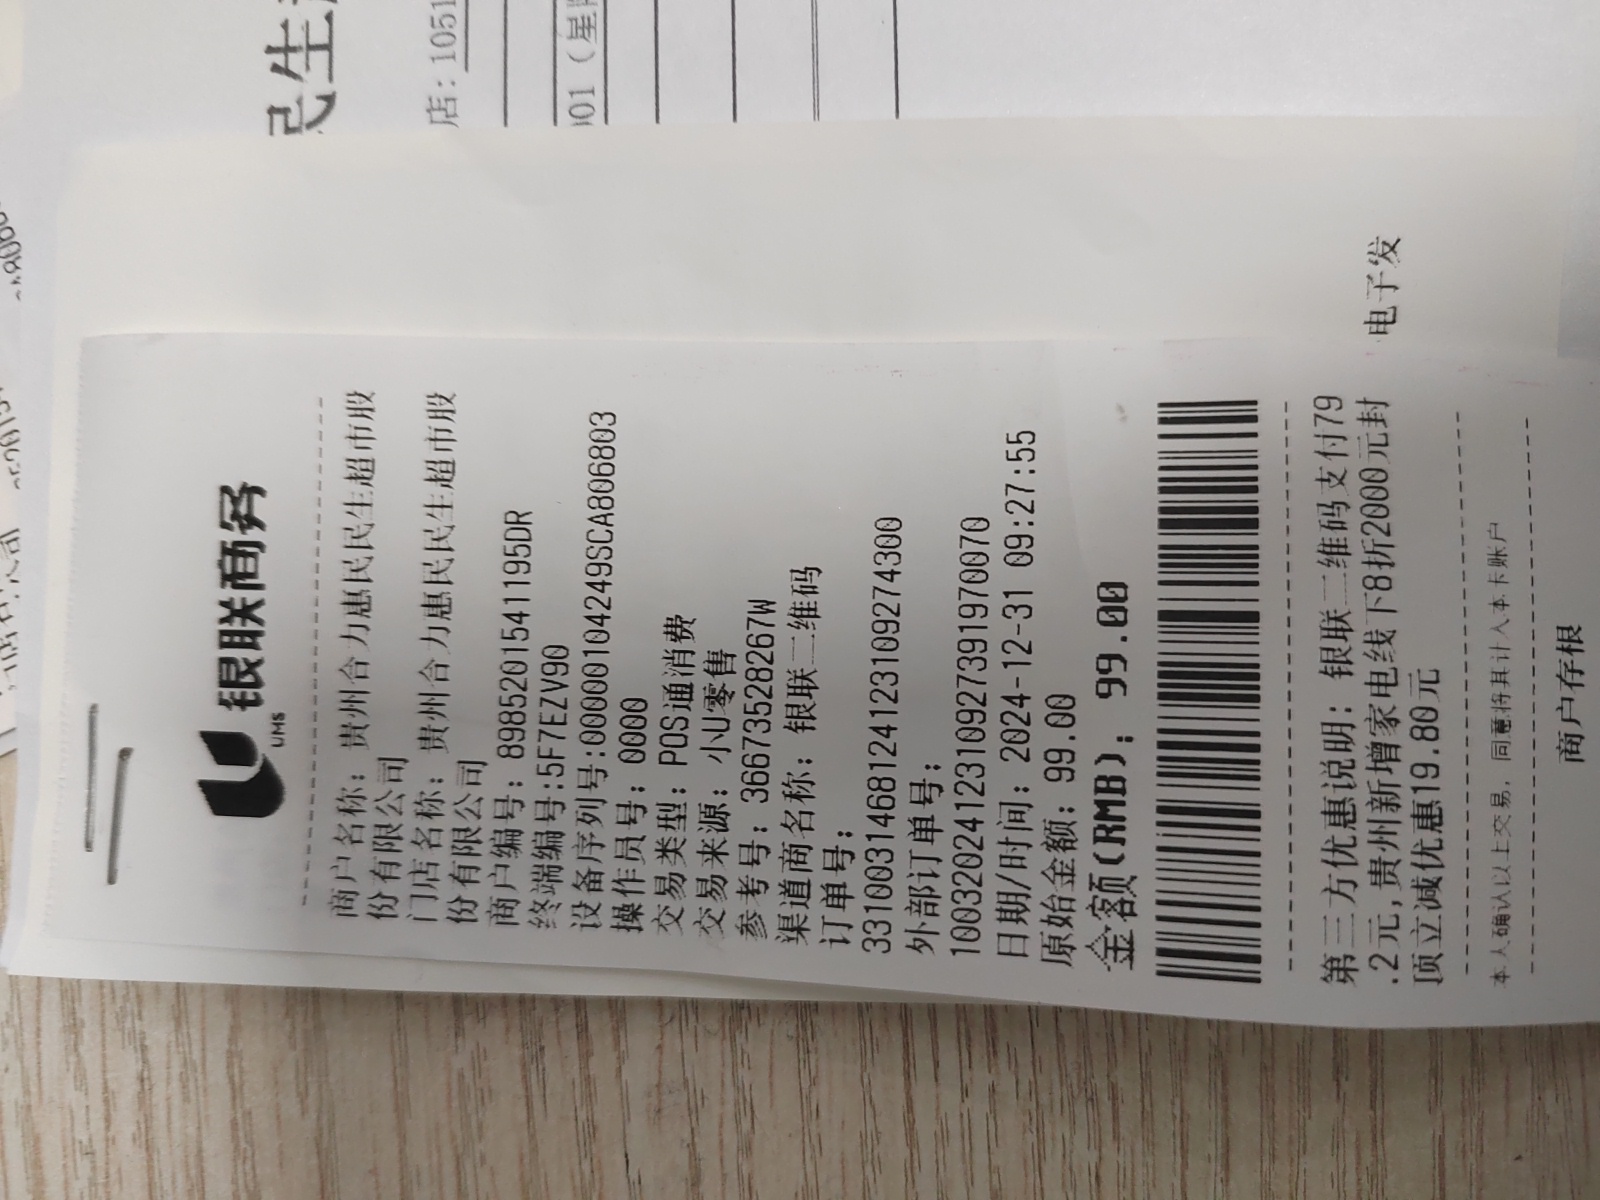 民生
店：1051
001（星
银联商务
UMS
商户名称：贵州合力惠民民生超市股
份有限公司
门店名称：贵州合力惠民民生超市股
份有限公司
商户编号：8985201541195DR
终端编号:5F7EZV90
设备序列号:00000104249SCA806803
操作员号：0000
交易类型：POS通消费
交易来源：小U零售
参考号：36673528267W
渠道商名称：银联二维码
订单号：
33100314681241231092743​00
外部订单号：
1003202412310927391970070
日期/时间：2024-12-31 09:27:55
原始金额：99.00
金额(RMB)：99.00
第三方优惠说明：银联二维码支付79
.2元,贵州新增家电线下8折2000元封
顶立减优惠19.80元
本人确认以上交易，同意将其计入本卡账户
商户存根
电子发